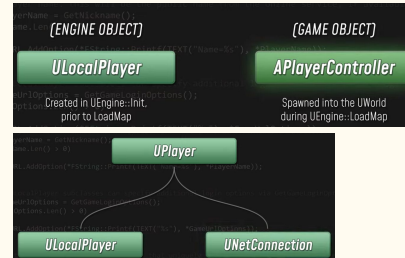 (ENGINE OBJECT)
(GAME OBJECT)
ULocalPlayer
APlayerController
Created in UEngine::Init.
prior to LoadMap
Spawned into the UWorld
during UEngine::LoadMap
UPlayer
ULocalPlayer
UNetConnection